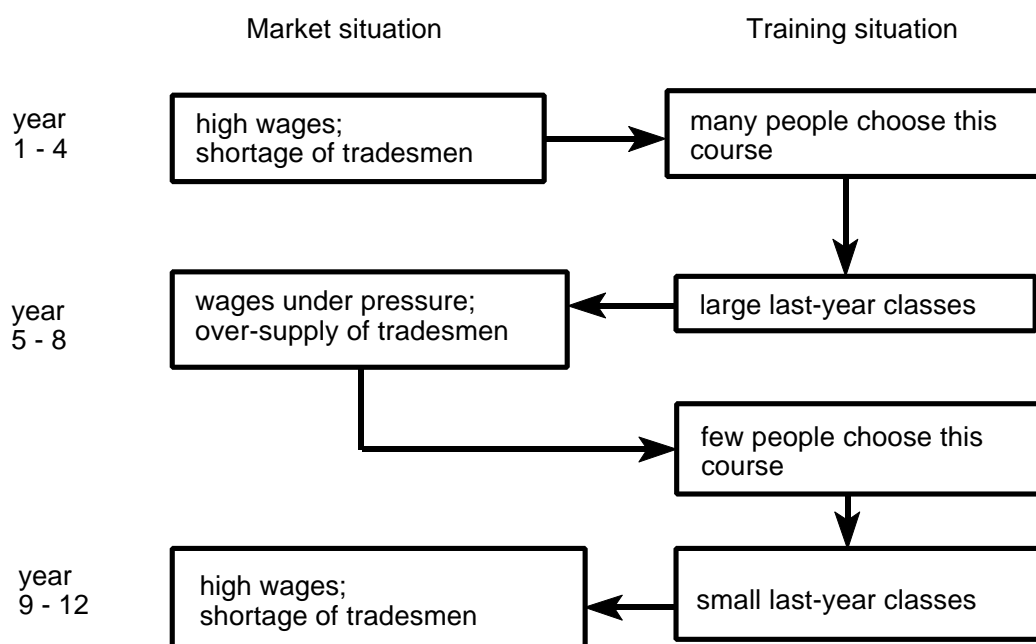 Market situation
Training situation
year
1 - 4
high wages;
shortage of tradesmen
many people choose this
course
year
5 - 8
wages under pressure;
over-supply of tradesmen
large last-year classes
few people choose this
course
year
9 - 12
high wages;
shortage of tradesmen
small last-year classes